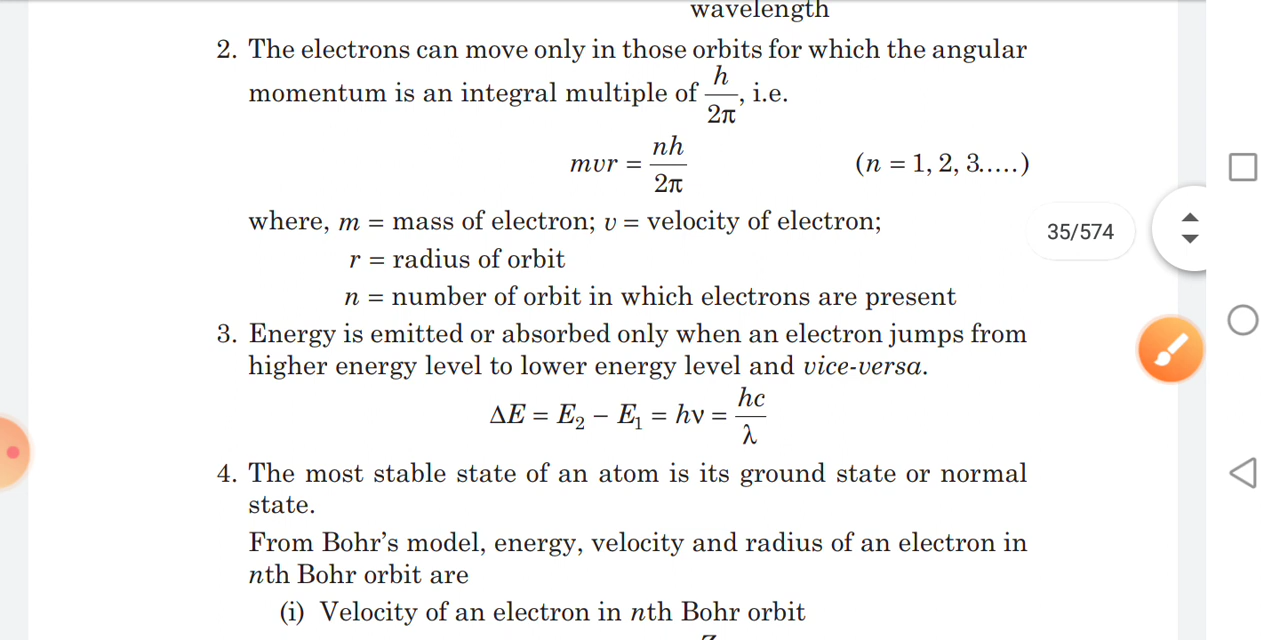 wavelength
2. The electrons can move only in those orbits for which the angular
momentum is an integral multiple of h/2π, i.e.
mvr = nh/2π (n = 1, 2, 3.....)
where, m = mass of electron; v = velocity of electron;
r = radius of orbit
35/574
n = number of orbit in which electrons are present
3. Energy is emitted or absorbed only when an electron jumps from
higher energy level to lower energy level and vice-versa.
ΔE = E₂ − E₁ = hν = hc/λ
4. The most stable state of an atom is its ground state or normal
state.
From Bohr’s model, energy, velocity and radius of an electron in
nth Bohr orbit are
(i) Velocity of an electron in nth Bohr orbit